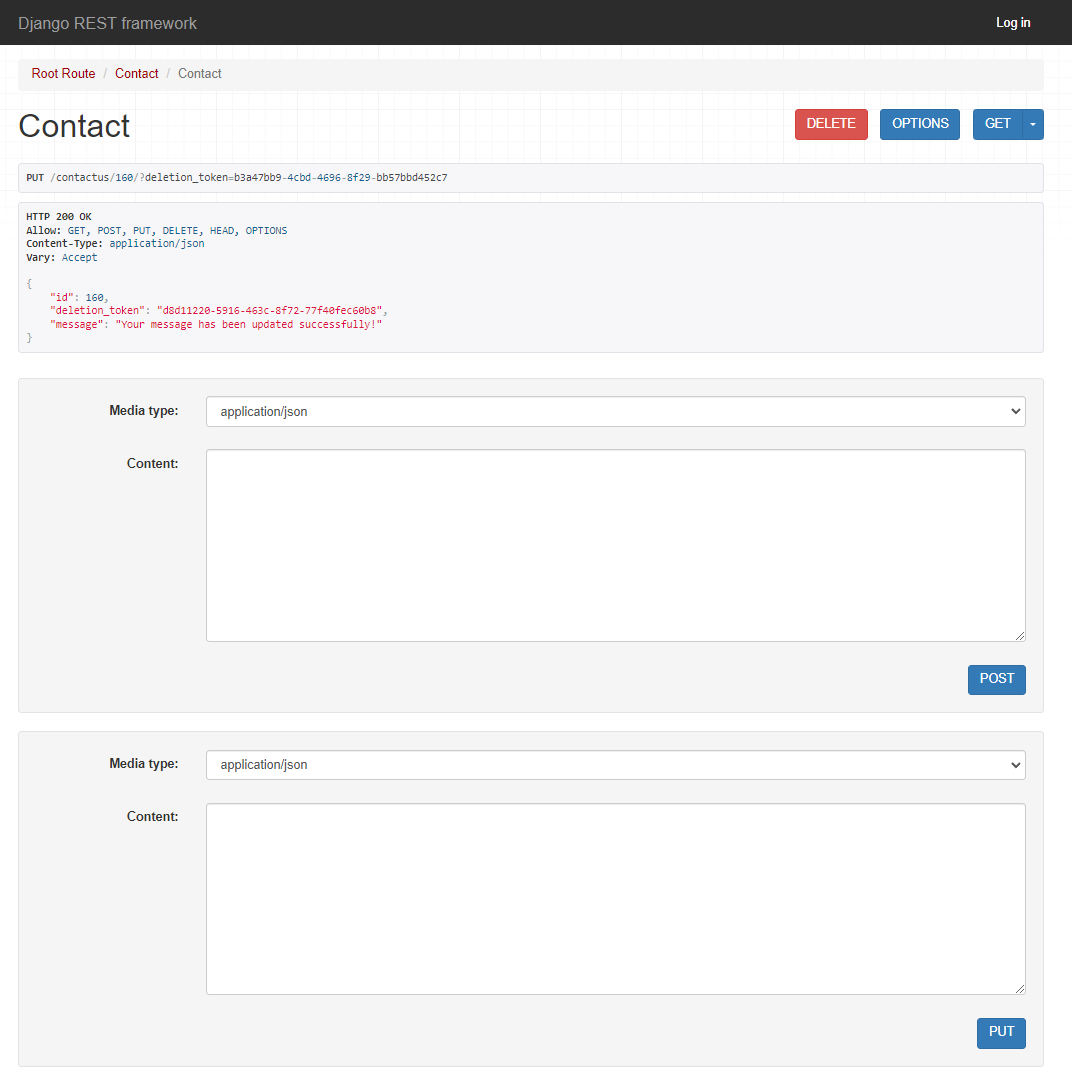 Django REST framework
Log in
Root Route / Contact / Contact
Contact
DELETE
OPTIONS
GET
PUT /contactus/160/?deletion_token=b3a47bb9-4cbd-4696-8f29-bb57bbd452c7
HTTP 200 OK
Allow: GET, POST, PUT, DELETE, HEAD, OPTIONS
Content-Type: application/json
Vary: Accept
{
"id": 160,
"deletion_token": "d8d11220-5916-463c-8f72-77f40fec60b8",
"message": "Your message has been updated successfully!"
}
Media type:
application/json
Content:
POST
Media type:
application/json
Content:
PUT